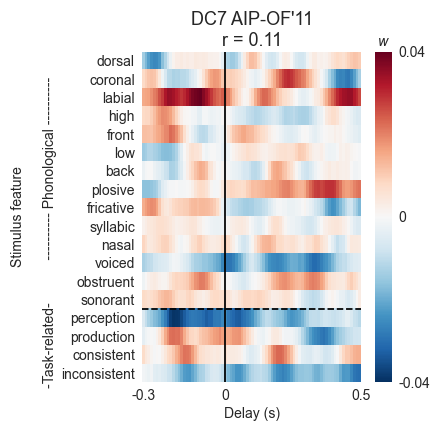 DC7 AIP-OF'11
r = 0.11
w
Stimulus feature
---------- Phonological ----------
-Task-related-
dorsal
coronal
labial
high
front
low
back
plosive
fricative
syllabic
nasal
voiced
obstruent
sonorant
perception
production
consistent
inconsistent
0.04
0
-0.04
-0.3
0
0.5
Delay (s)